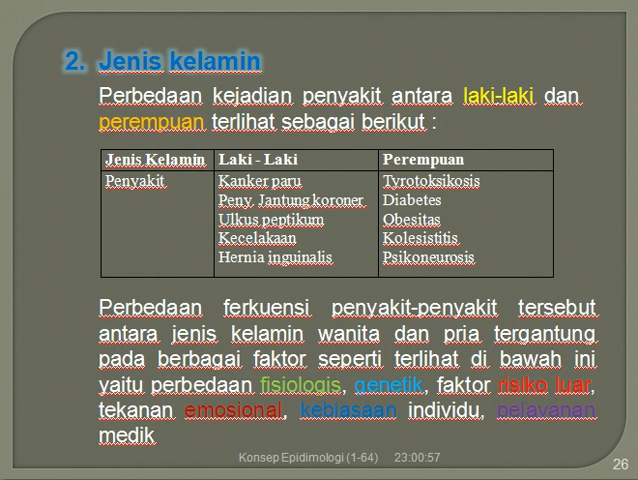 2. Jenis kelamin
Perbedaan kejadian penyakit antara laki-laki dan
perempuan terlihat sebagai berikut :
Jenis Kelamin Laki - Laki Perempuan
Penyakit Kanker paru Tyrotoksikosis
Peny. Jantung koroner Diabetes
Ulkus peptikum Obesitas
Kecelakaan Kolesistitis
Hernia inguinalis Psikoneurosis
Perbedaan ferkuensi penyakit-penyakit tersebut
antara jenis kelamin wanita dan pria tergantung
pada berbagai faktor seperti terlihat di bawah ini
yaitu perbedaan fisiologis, genetik, faktor risiko luar,
tekanan emosional, kebiasaan individu, pelayanan
medik
Konsep Epidimologi (1-64) 23:00:57
26